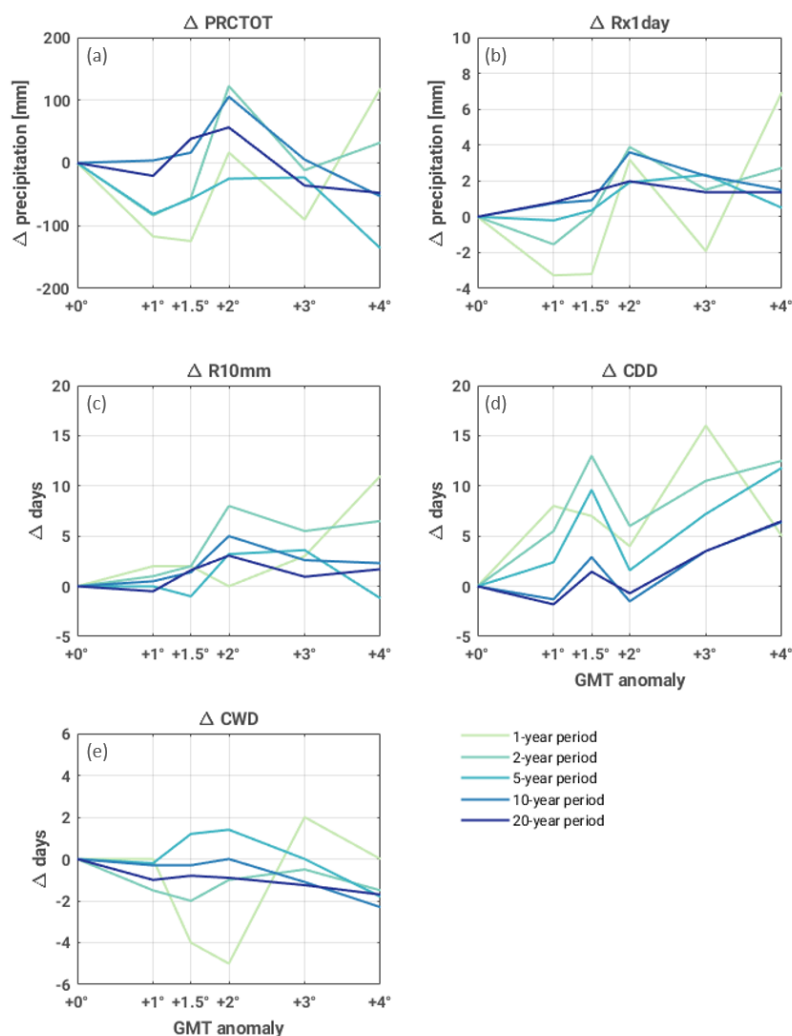 △ PRCTOT
(a)
△ precipitation [mm]
200
100
0
-100
-200
+0° +1° +1.5° +2° +3° +4°
△ Rx1day
(b)
△ precipitation [mm]
10
8
6
4
2
0
-2
-4
+0° +1° +1.5° +2° +3° +4°
△ R10mm
(c)
△ days
20
15
10
5
0
-5
+0° +1° +1.5° +2° +3° +4°
△ CDD
(d)
△ days
20
15
10
5
0
-5
+0° +1° +1.5° +2° +3° +4°
GMT anomaly
△ CWD
(e)
△ days
6
4
2
0
-2
-4
-6
+0° +1° +1.5° +2° +3° +4°
GMT anomaly
1-year period
2-year period
5-year period
10-year period
20-year period